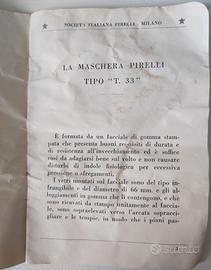 SOCIETÀ ITALIANA PIRELLI - MILANO
LA MASCHERA PIRELLI
TIPO "T. 33"
È formata da un facciale di gomma stam-
pata che presenta buoni requisiti di durata e
di resistenza all'invecchiamento ed è soffice
così da adagiarsi bene sul volto e non causare
disturbi di indole fisiologica per eccessiva
pressione o sfregamenti.
I vetri montati sul facciale sono del tipo in-
frangibile e del diametro di 66 mm. e gli al-
loggiamenti in gomma che li contengono, e che
sono ricavati da stampo initamente al faccia-
le, sono sopraelevati verso l'arcata sopracci-
gliare e le tempie, in modo che i piani pas-
Subito.it